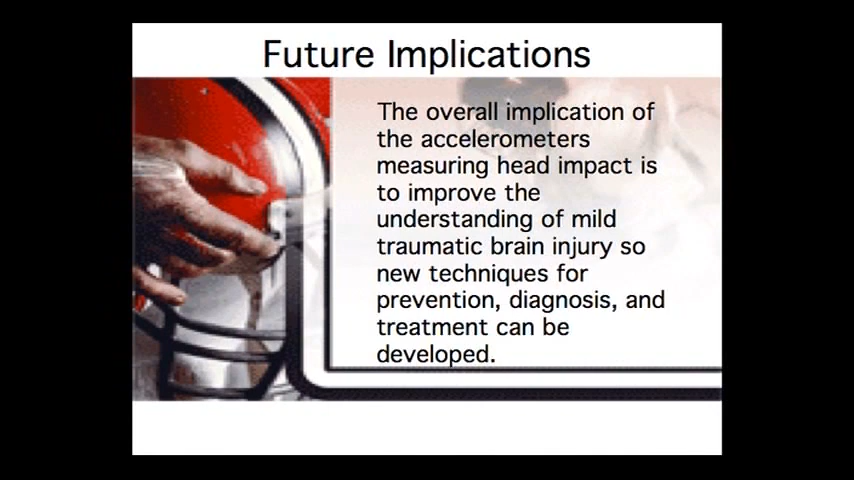 Future Implications
The overall implication of
the accelerometers
measuring head impact is
to improve the
understanding of mild
traumatic brain injury so
new techniques for
prevention, diagnosis, and
treatment can be
developed.